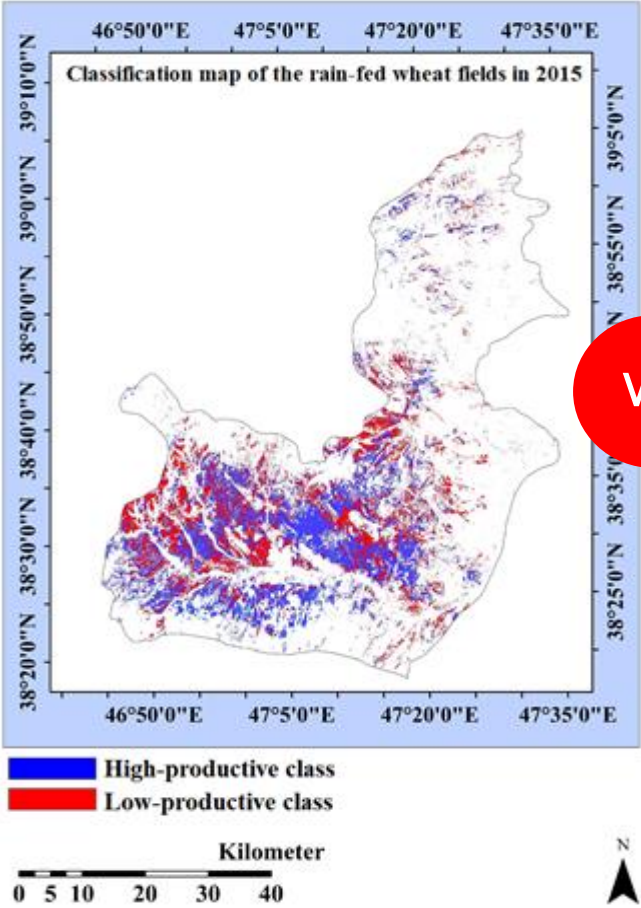 46°50'0"E 47°5'0"E 47°20'0"E 47°35'0"E
Classification map of the rain-fed wheat fields in 2015
39°10'0"N
39°0'0"N
38°50'0"N
38°40'0"N
38°30'0"N
38°20'0"N
39°5'0"N
38°55'0"N
38°35'0"N
38°25'0"N
46°50'0"E 47°5'0"E 47°20'0"E 47°35'0"E
High-productive class
Low-productive class
Kilometer
0 5 10 20 30 40
N